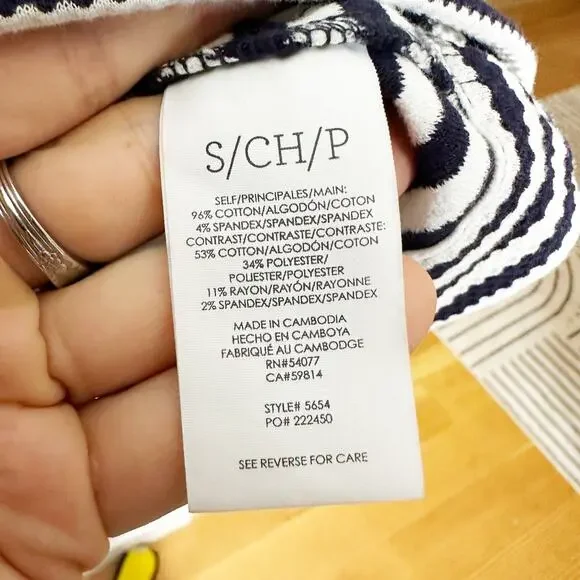 S/CH/P
SELF/PRINCIPALES/MAIN:
96% COTTON/ALGODÓN/COTON
4% SPANDEX/SPANDEX/SPANDEX
CONTRAST/CONTRASTE/CONTRASTE:
53% COTTON/ALGODÓN/COTON
34% POLYESTER/
POLIESTER/POLYESTER
11% RAYON/RAYÓN/RAYONNE
2% SPANDEX/SPANDEX/SPANDEX
MADE IN CAMBODIA
HECHO EN CAMBOYA
FABRIQUÉ AU CAMBODGE
RN#54077
CA#59814
STYLE# 5654
PO# 222450
SEE REVERSE FOR CARE